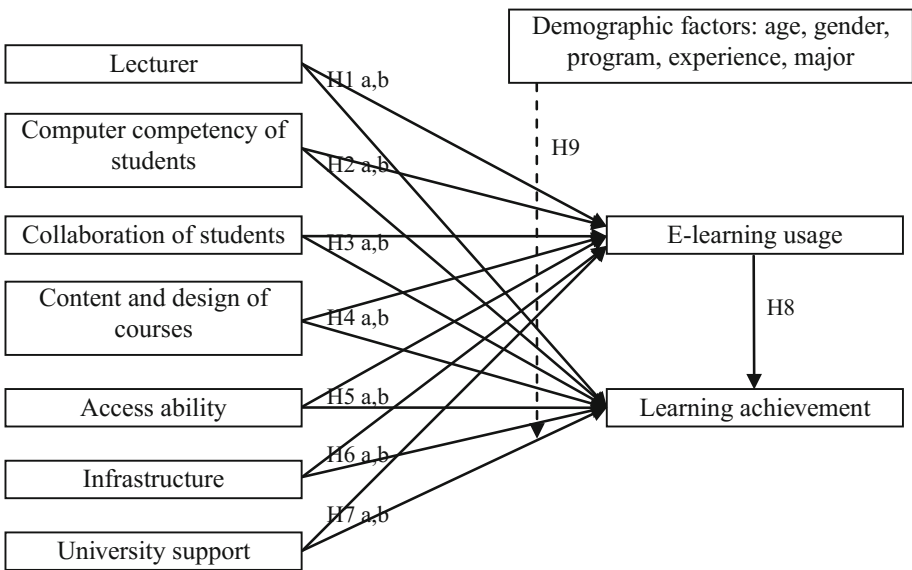 Demographic factors: age, gender,
program, experience, major
Lecturer
H1 a,b
Computer competency of
students
H2 a,b
H9
Collaboration of students
H3 a,b
E-learning usage
Content and design of
courses
H4 a,b
H8
Access ability
H5 a,b
Learning achievement
Infrastructure
H6 a,b
University support
H7 a,b